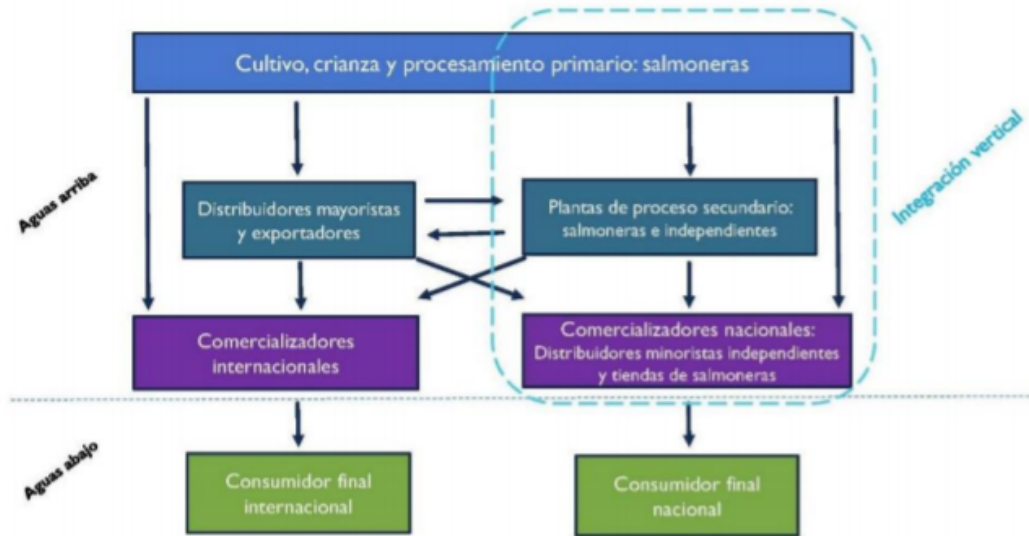 Cultivo, crianza y procesamiento primario: salmoneras
Aguas arriba
Integración vertical
Distribuidores mayoristas
y exportadores
Plantas de proceso secundario:
salmoneras e independientes
Comercializadores
internacionales
Comercializadores nacionales:
Distribuidores minoristas independientes
y tiendas de salmoneras
Aguas abajo
Consumidor final
internacional
Consumidor final
nacional